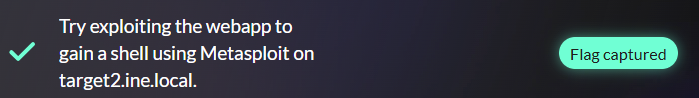 Try exploiting the webapp to
gain a shell using Metasploit on
target2.ine.local.
Flag captured